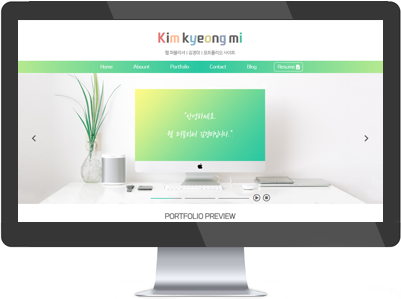 Kim kyeong mi
웹 퍼블리셔 | 김경미 | 포트폴리오 사이트
Home About Portfolio Contact Blog Resume
"안녕하세요.
웹 퍼블리셔 김경미입니다."
PORTFOLIO PREVIEW